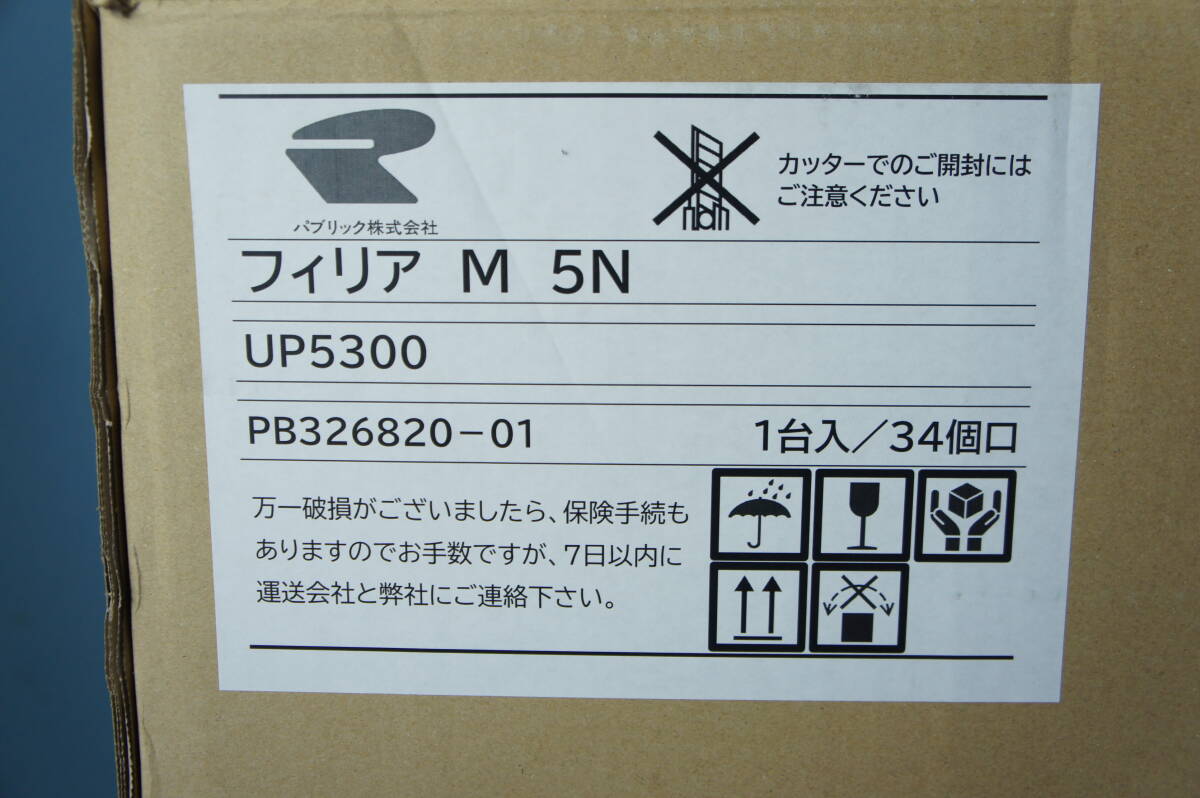 パブリック株式会社
カッターでのご開封には
ご注意ください
フィリア M 5N
UP5300
PB326820-01 1台入/34個口
万一破損がございましたら、保険手続も
ありますのでお手数ですが、7日以内に
運送会社と弊社にご連絡下さい。